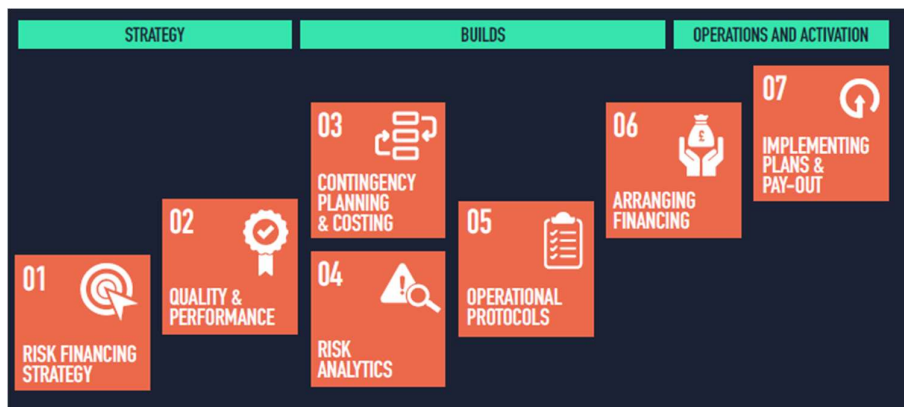 STRATEGY
BUILDS
OPERATIONS AND ACTIVATION
01
RISK FINANCING
STRATEGY
02
QUALITY &
PERFORMANCE
03
CONTINGENCY
PLANNING
& COSTING
04
RISK
ANALYTICS
05
OPERATIONAL
PROTOCOLS
06
£
ARRANGING
FINANCING
07
IMPLEMENTING
PLANS &
PAY-OUT